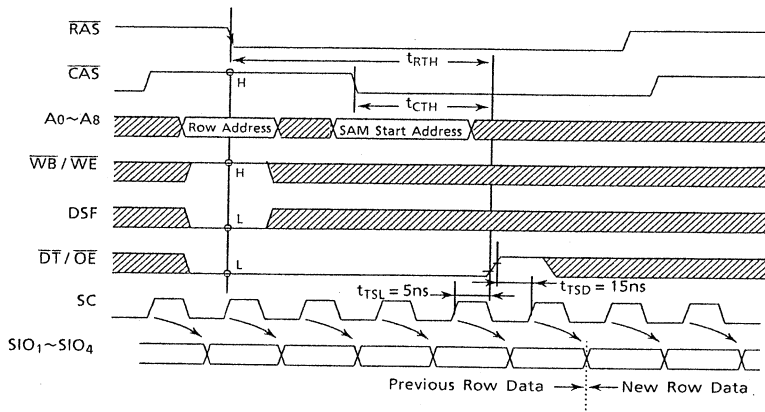 RAS
tRTH
CAS
H
tCTH
A0~A8
Row Address
SAM Start Address
WB / WE
H
DSF
L
DT / OE
L
tTSL = 5ns
tTSD = 15ns
SC
SIO1~SIO4
Previous Row Data
New Row Data